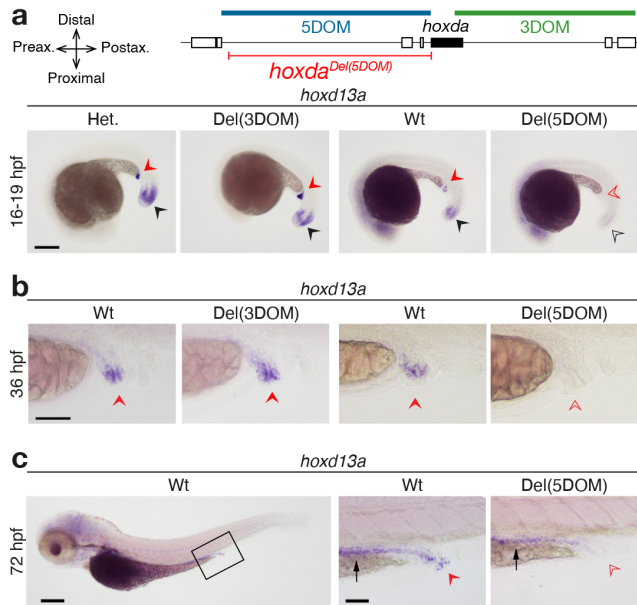 a
Distal
Preax. Postax.
Proximal
5DOM hoxda 3DOM
hoxdaDel(5DOM)
hoxd13a
Het. Del(3DOM) Wt Del(5DOM)
16-19 hpf
b
hoxd13a
Wt Del(3DOM) Wt Del(5DOM)
36 hpf
c
hoxd13a
Wt Wt Del(5DOM)
72 hpf